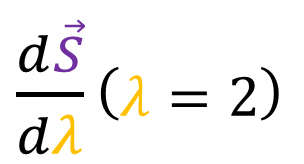 dS⃗/dλ (λ = 2)